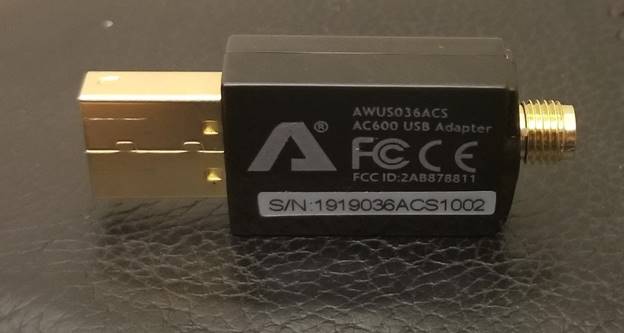 AWUS036ACS
AC600 USB Adapter
A® FC CE
FCC ID:2AB878811
S/N:1919036ACS1002